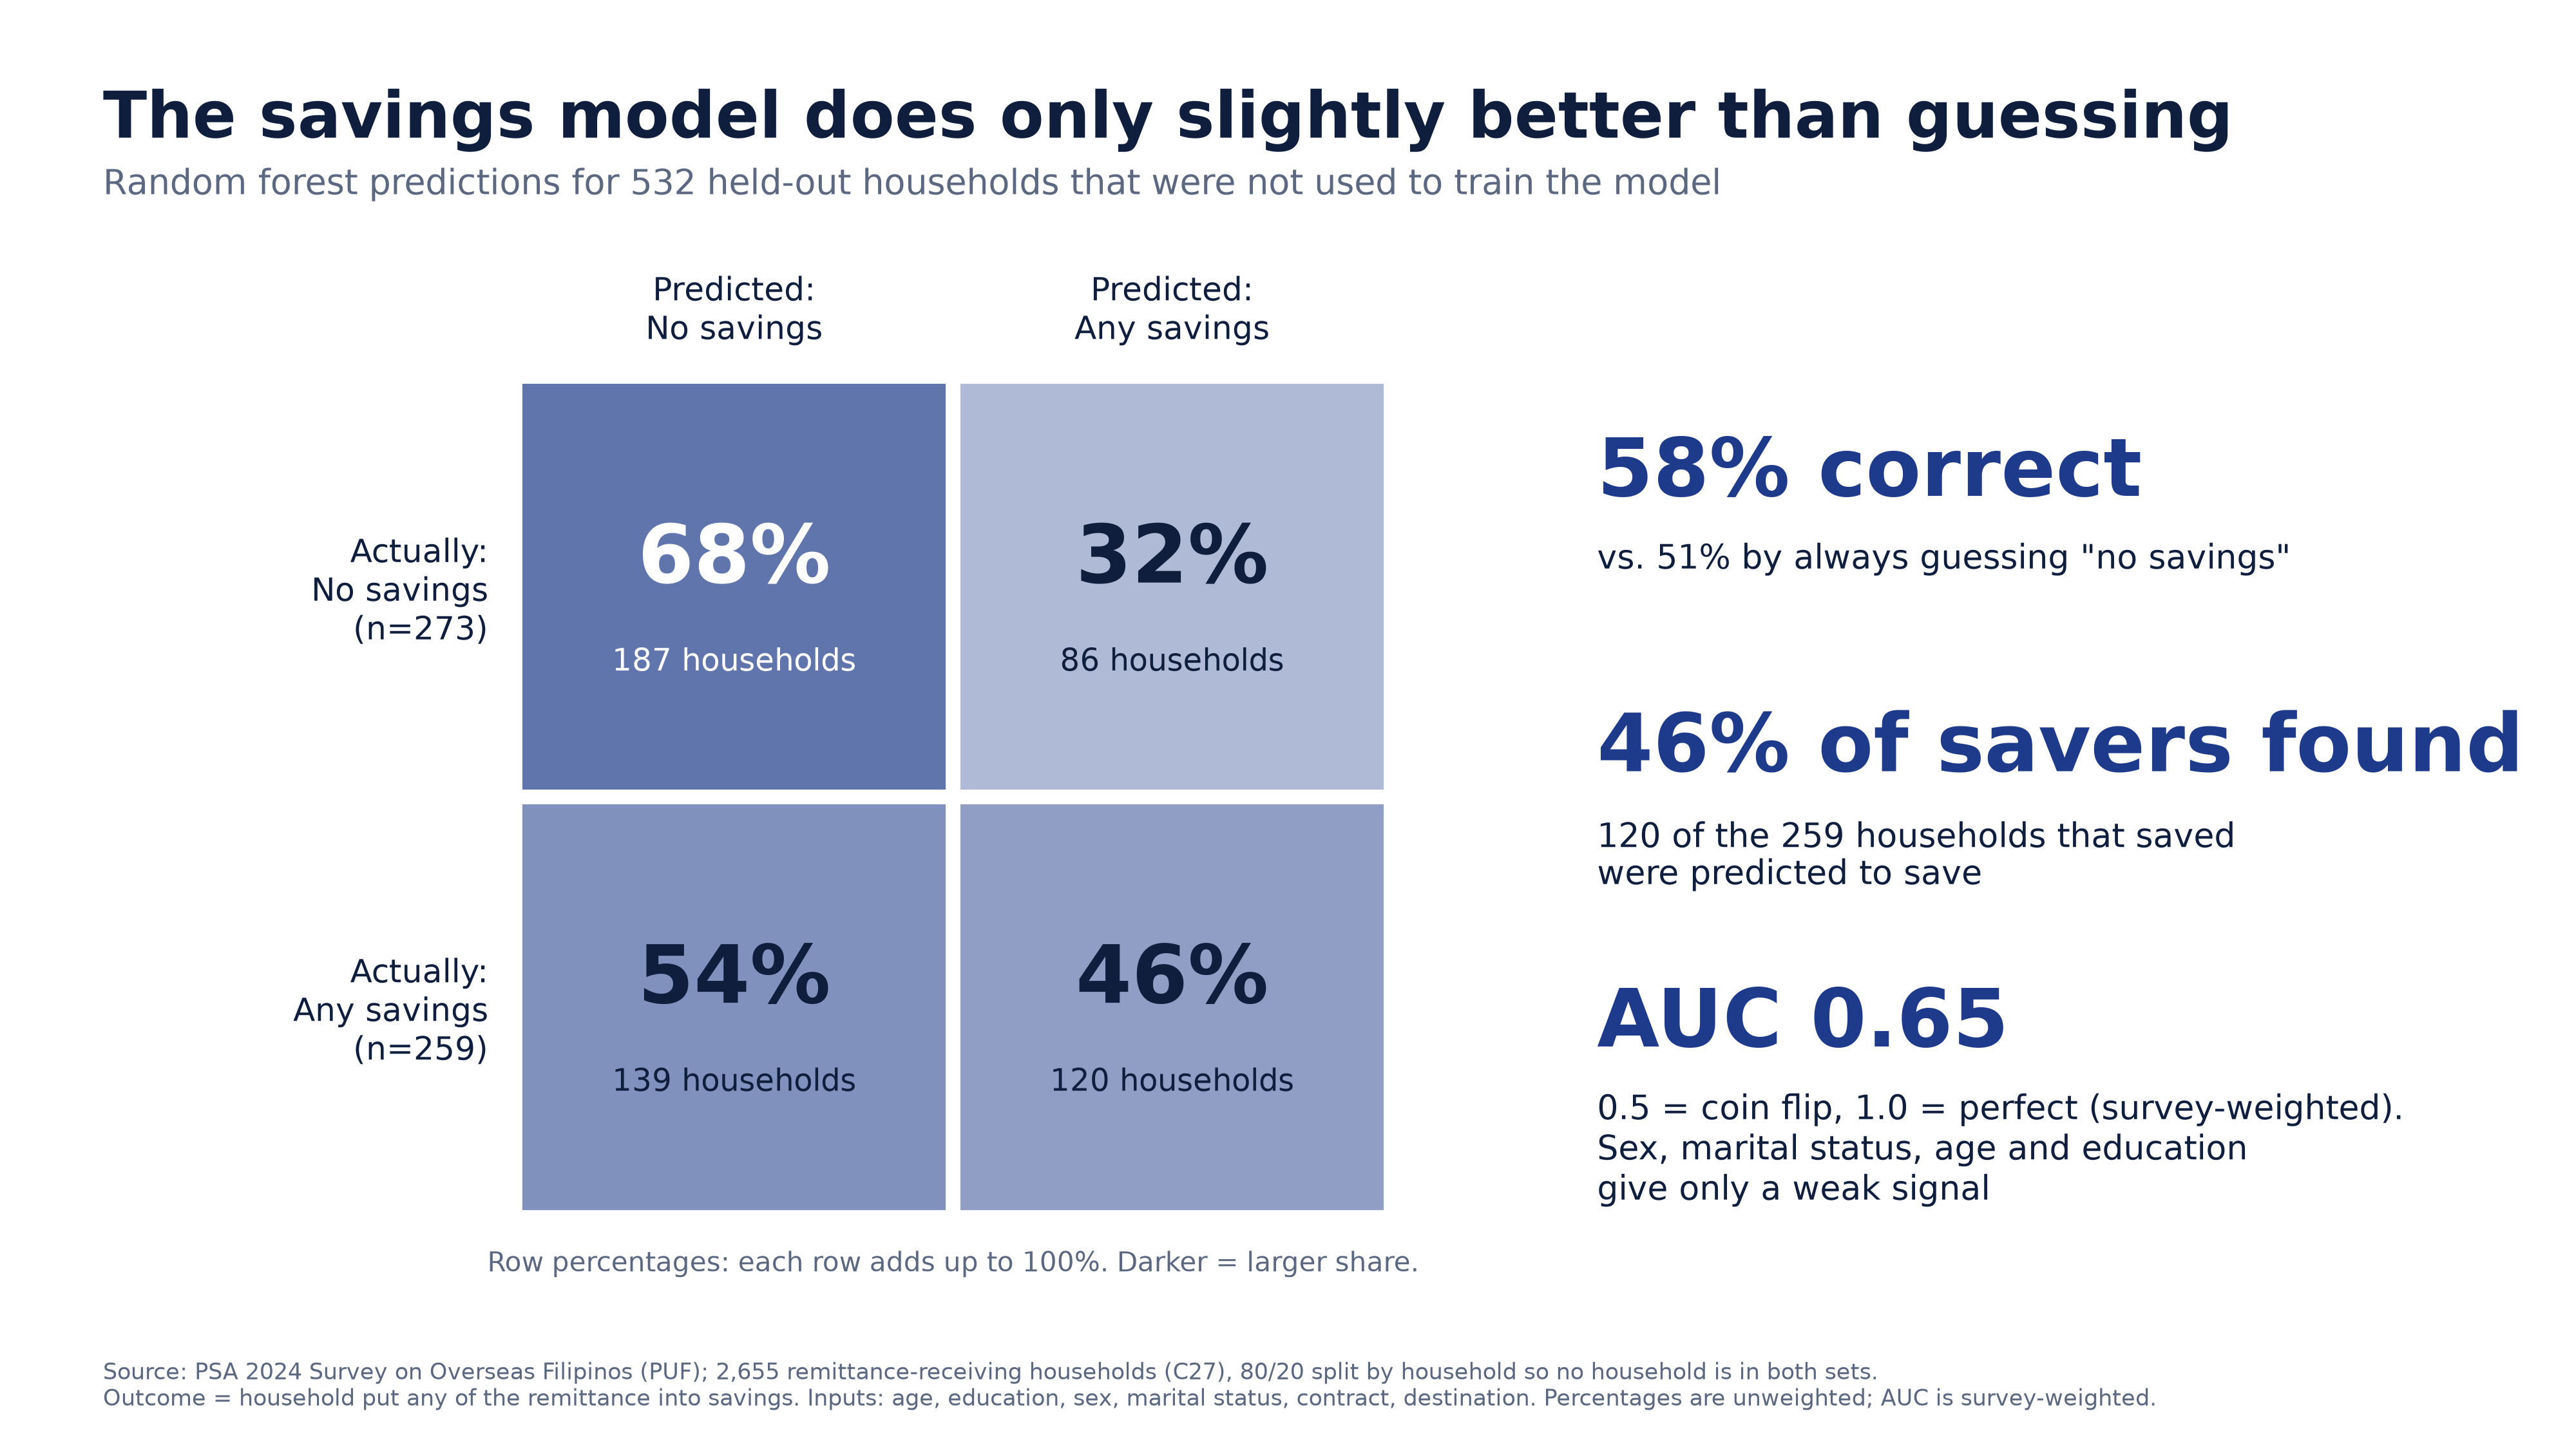 The savings model does only slightly better than guessing
Random forest predictions for 532 held-out households that were not used to train the model
Predicted:
No savings
Predicted:
Any savings
Actually:
No savings
(n=273)
68%
187 households
32%
86 households
Actually:
Any savings
(n=259)
54%
139 households
46%
120 households
Row percentages: each row adds up to 100%. Darker = larger share.
58% correct
vs. 51% by always guessing "no savings"
46% of savers found
120 of the 259 households that saved
were predicted to save
AUC 0.65
0.5 = coin flip, 1.0 = perfect (survey-weighted).
Sex, marital status, age and education
give only a weak signal
Source: PSA 2024 Survey on Overseas Filipinos (PUF); 2,655 remittance-receiving households (C27), 80/20 split by household so no household is in both sets.
Outcome = household put any of the remittance into savings. Inputs: age, education, sex, marital status, contract, destination. Percentages are unweighted; AUC is survey-weighted.